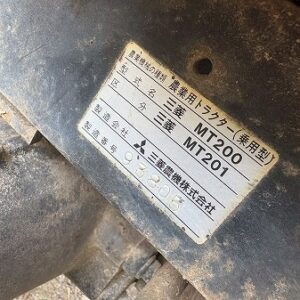 農業機械の種類 農業用トラクター(乗用型)
型式名 三菱 MT200
区分 三菱 MT201
製造会社 三菱農機株式会社
製造番号